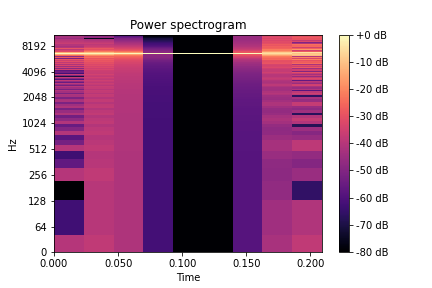 Power spectrogram
Hz
8192
4096
2048
1024
512
256
128
64
0
0.000 0.050 0.100 0.150 0.200
Time
+0 dB
-10 dB
-20 dB
-30 dB
-40 dB
-50 dB
-60 dB
-70 dB
-80 dB